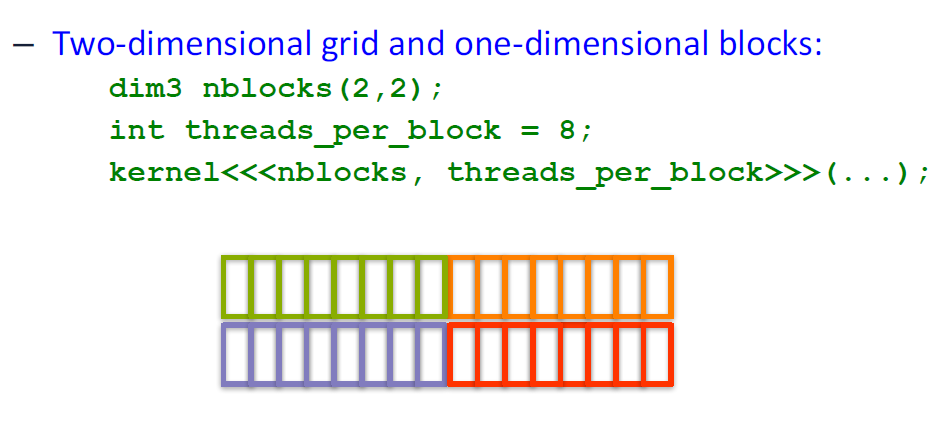 – Two-dimensional grid and one-dimensional blocks:
dim3 nblocks(2,2);
int threads_per_block = 8;
kernel<<<nblocks, threads_per_block>>>(...);